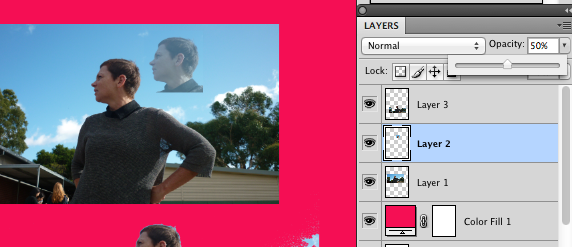 LAYERS
Normal
Opacity: 50%
Lock:
Layer 3
Layer 2
Layer 1
Color Fill 1